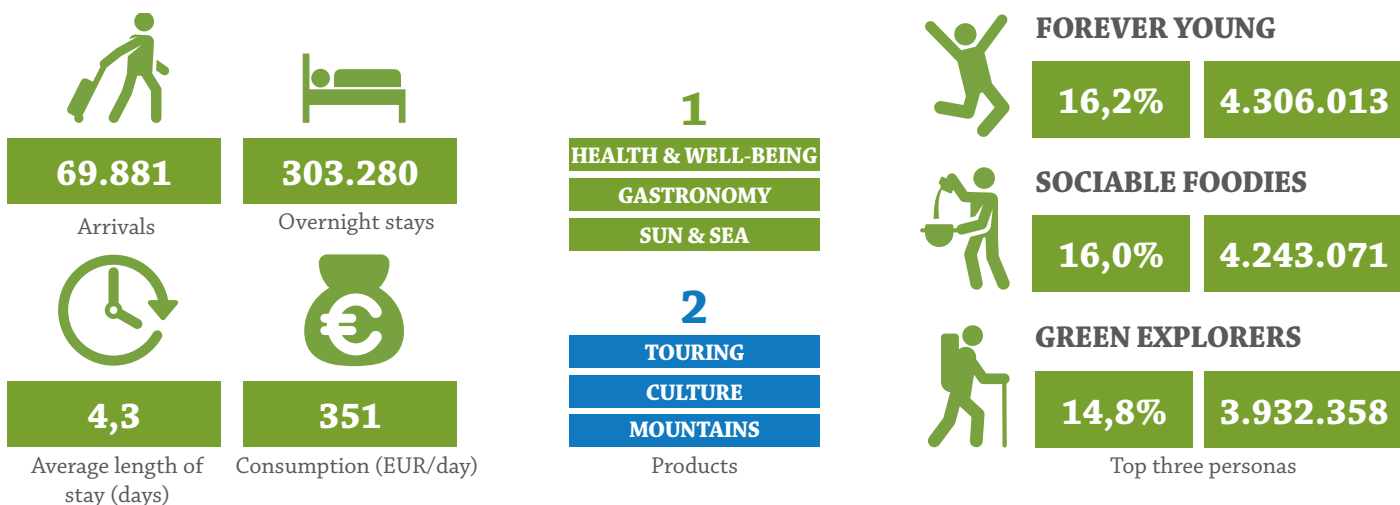 69.881
Arrivals
303.280
Overnight stays
4,3
Average length of
stay (days)
351
Consumption (EUR/day)
1
HEALTH & WELL-BEING
GASTRONOMY
SUN & SEA
2
TOURING
CULTURE
MOUNTAINS
Products
FOREVER YOUNG
16,2% 4.306.013
SOCIABLE FOODIES
16,0% 4.243.071
GREEN EXPLORERS
14,8% 3.932.358
Top three personas